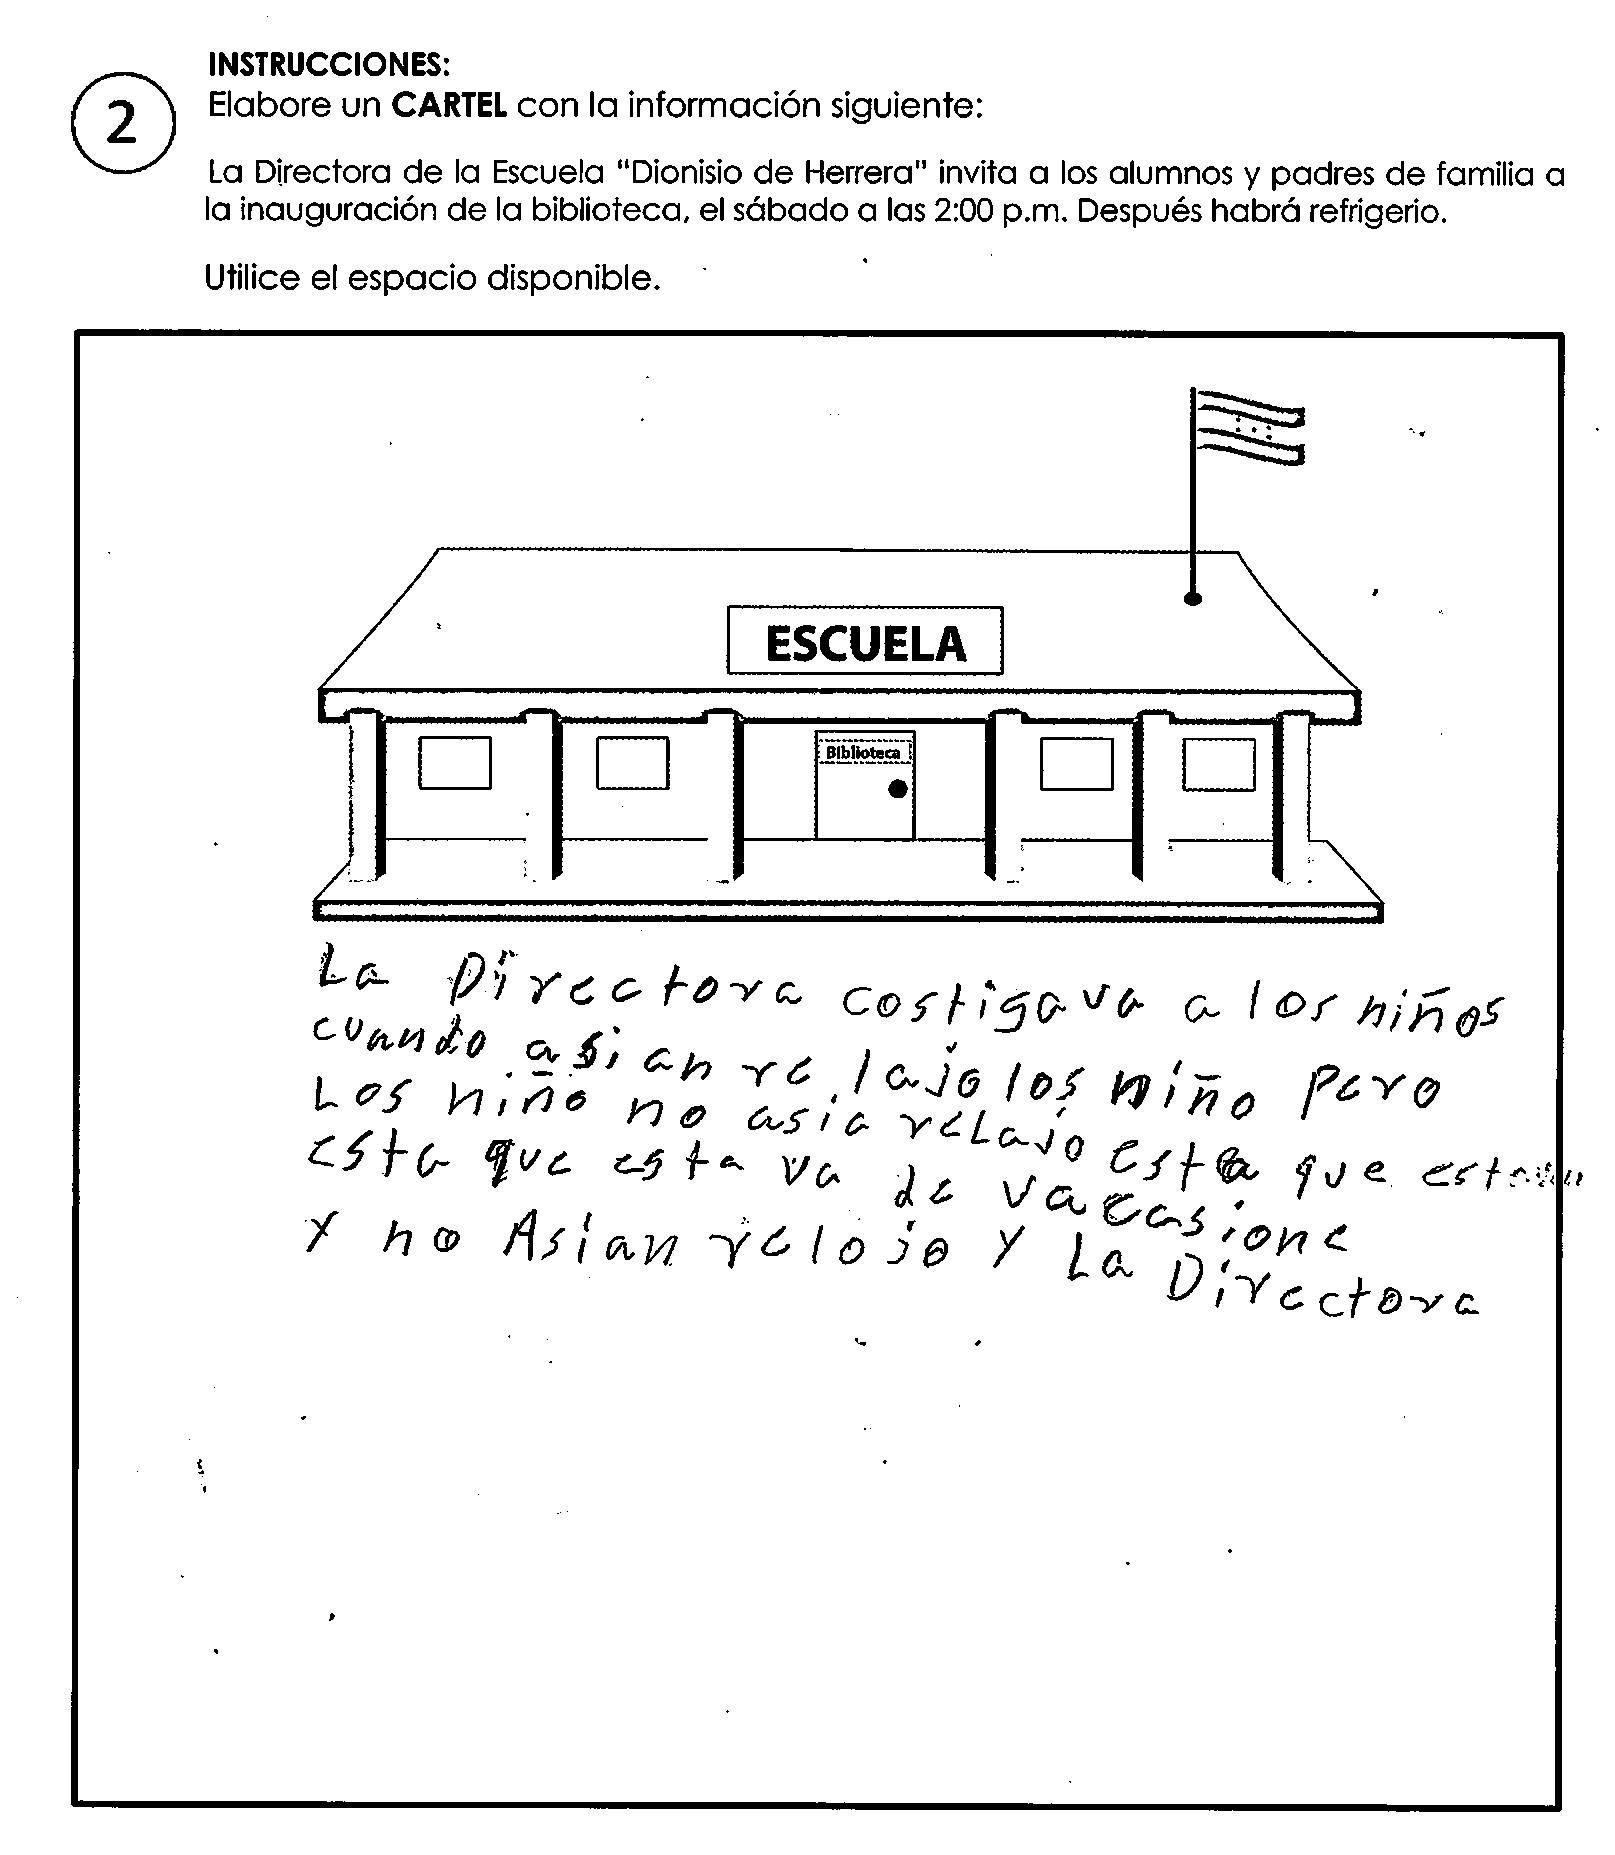 INSTRUCCIONES:
2
Elabore un CARTEL con la información siguiente:
La Directora de la Escuela "Dionisio de Herrera" invita a los alumnos y padres de familia a
la inauguración de la biblioteca, el sábado a las 2:00 p.m. Después habrá refrigerio.
Utilice el espacio disponible.
ESCUELA
Biblioteca
La Directora costigava a los niños
cuando asian relajo los niño pero
Los niño no asia relajo
esta que estava de vacasione esta que
y no Asian relojo y La Directora